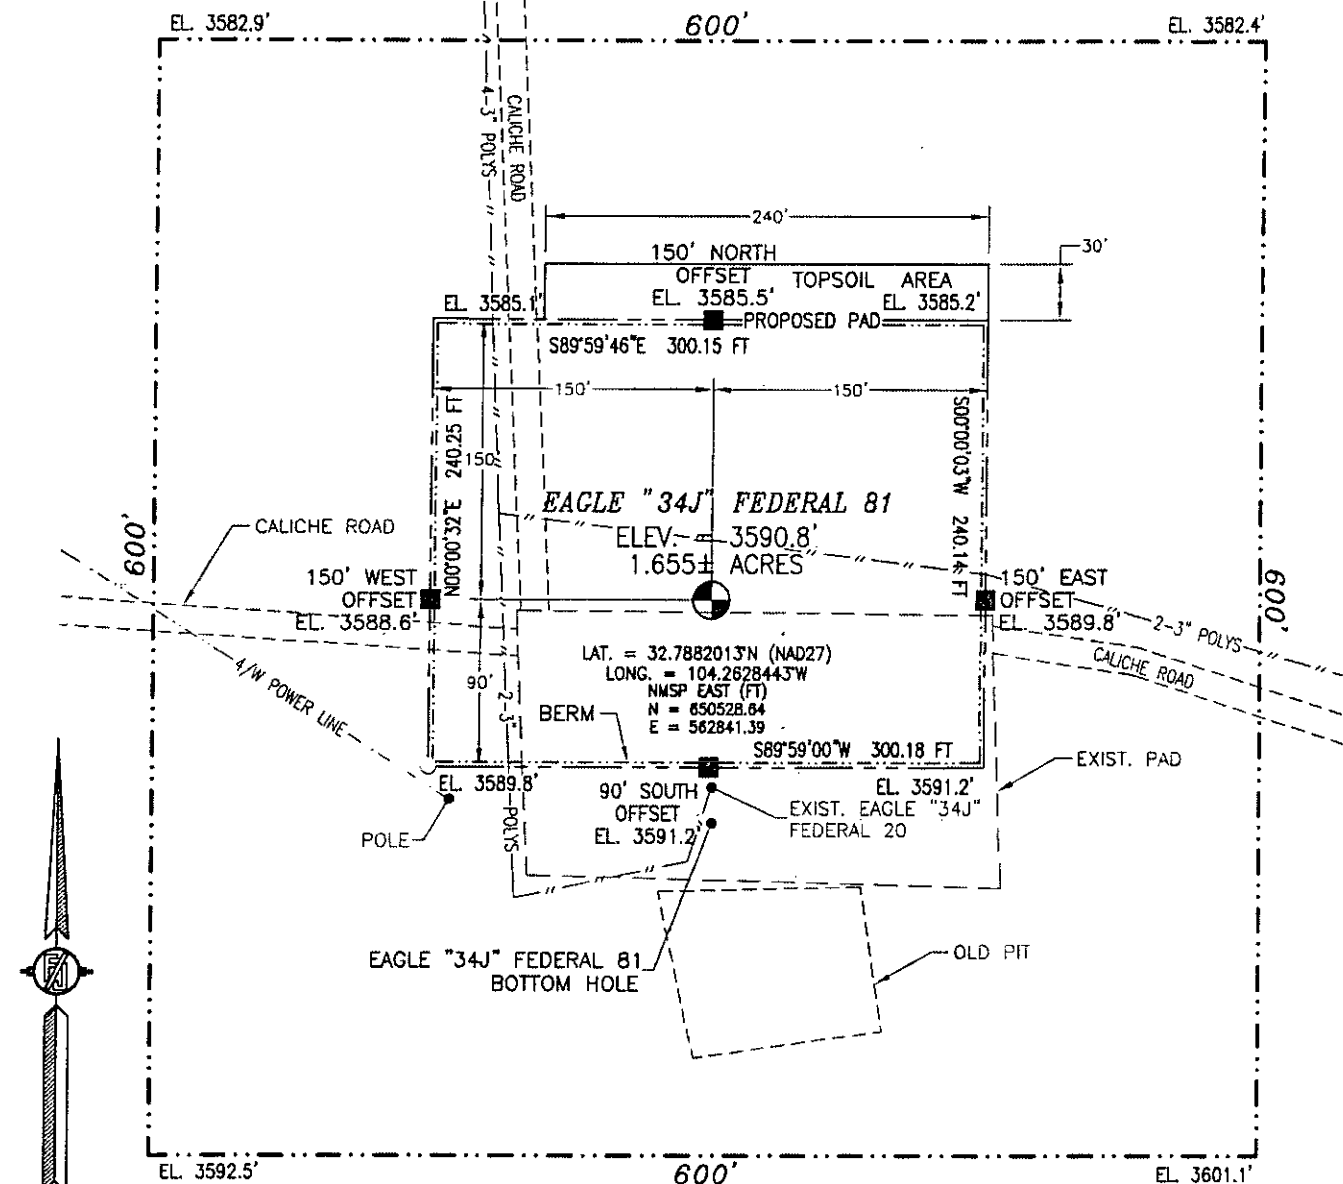 EL. 3582.9'
600'
EL. 3582.4'
4-3" POLYS
CALICHE ROAD
240'
30'
150' NORTH
OFFSET
EL. 3585.5'
TOPSOIL AREA
EL. 3585.1'
EL. 3585.2'
PROPOSED PAD
S89°59'46"E 300.15 FT
150'
150'
N00°00'32"E 240.25 FT
150'
S00°00'03"W 240.14 FT
EAGLE "34J" FEDERAL 81
ELEV. = 3590.8'
1.655± ACRES
600'
CALICHE ROAD
150' WEST
OFFSET
EL. 3588.6'
150' EAST
OFFSET
EL. 3589.8'
600'
2-3" POLYS
CALICHE ROAD
4/W POWER LINE
90'
2-3"
POLYS
LAT. = 32.7882013°N (NAD27)
LONG. = 104.2628443°W
NMSP EAST (FT)
N = 650528.64
E = 562841.39
BERM
S89°59'00"W 300.18 FT
EXIST. PAD
EL. 3589.8'
90' SOUTH
OFFSET
EL. 3591.2'
EL. 3591.2'
EXIST. EAGLE "34J"
FEDERAL 20
POLE
EAGLE "34J" FEDERAL 81
BOTTOM HOLE
OLD PIT
EL. 3592.5'
600'
EL. 3601.1'